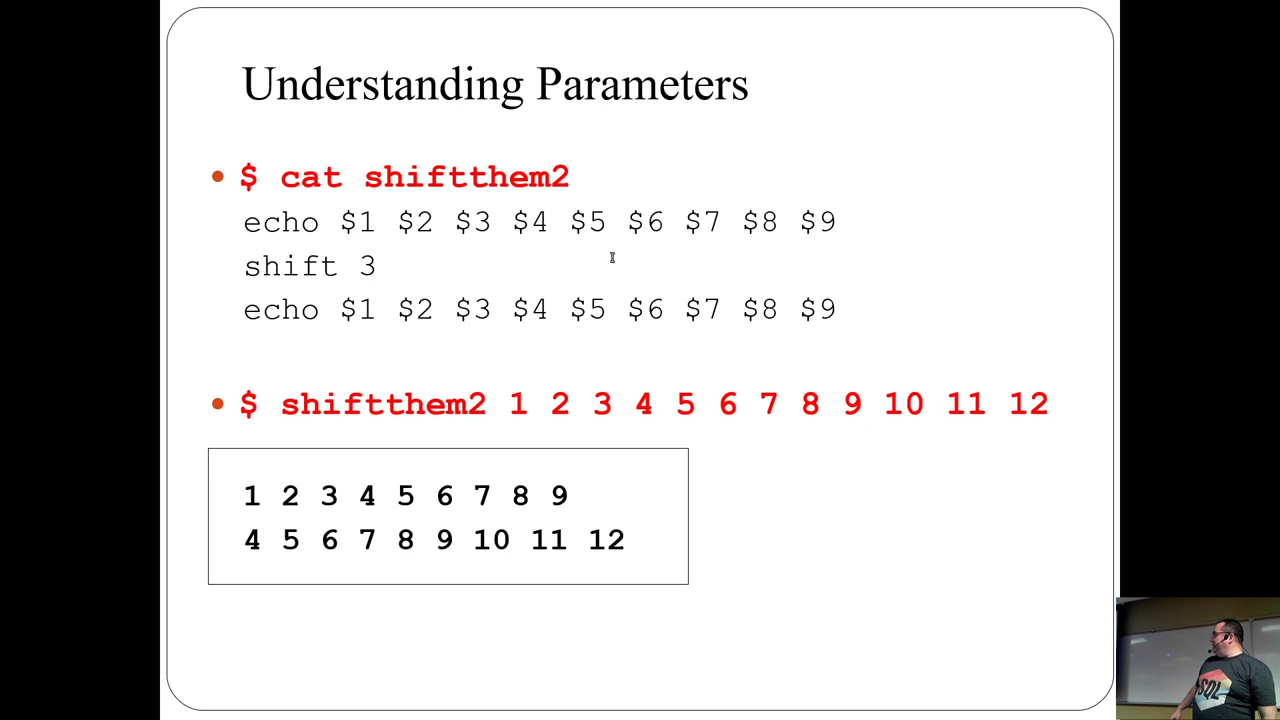 Understanding Parameters
• $ cat shiftthem2
echo $1 $2 $3 $4 $5 $6 $7 $8 $9
shift 3
echo $1 $2 $3 $4 $5 $6 $7 $8 $9
• $ shiftthem2 1 2 3 4 5 6 7 8 9 10 11 12
1 2 3 4 5 6 7 8 9
4 5 6 7 8 9 10 11 12